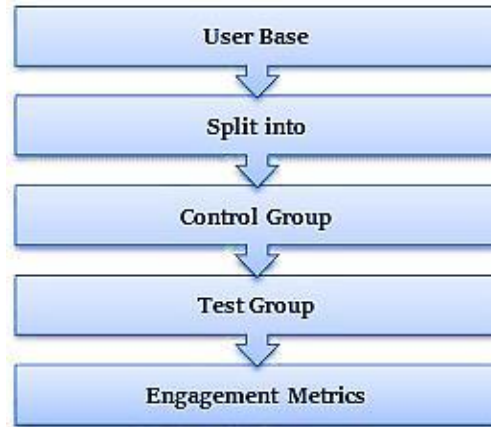 User Base
Split into
Control Group
Test Group
Engagement Metrics